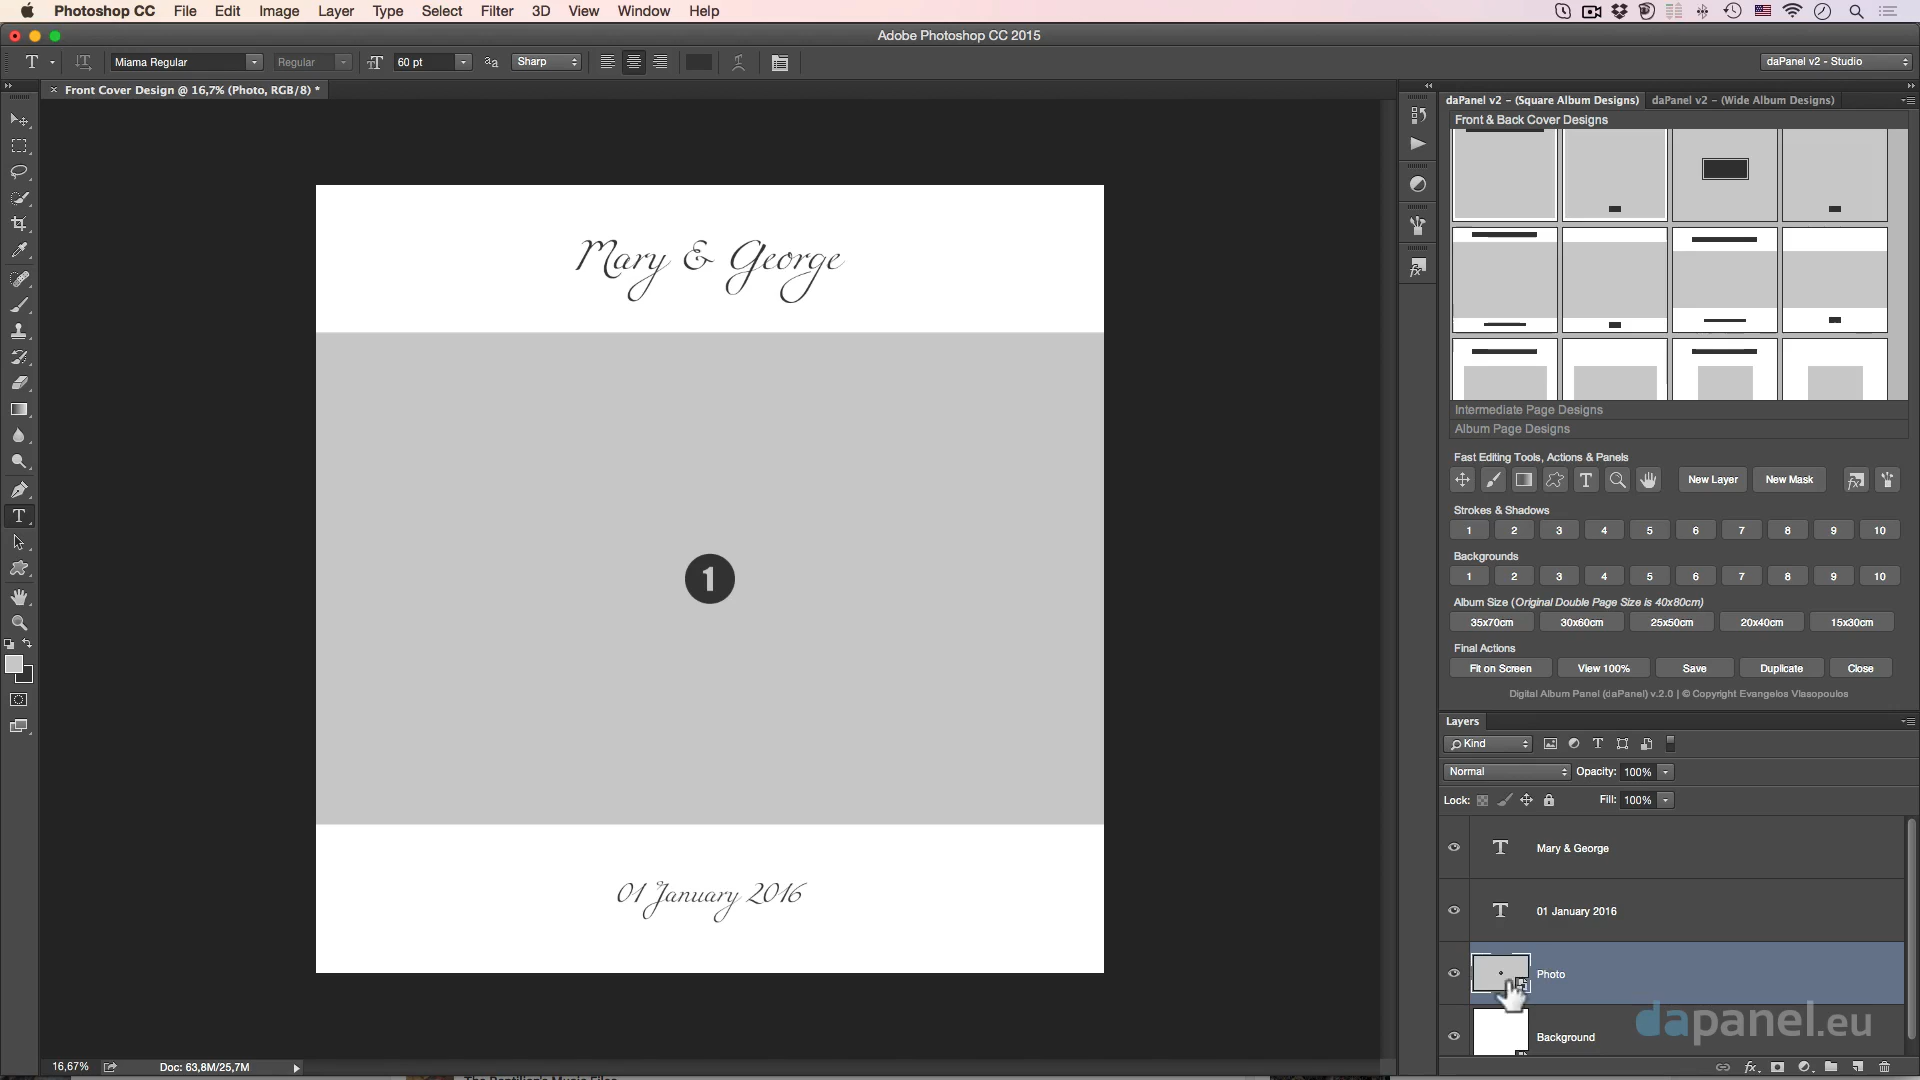 Photoshop CC File Edit Image Layer Type Select Filter 3D View Window Help
Adobe Photoshop CC 2015
T Miama Regular Regular 60 pt Sharp daPanel v2 - Studio
Front Cover Design @ 16,7% (Photo, RGB/8) *
daPanel v2 - (Square Album Designs) daPanel v2 - (Wide Album Designs)
Front & Back Cover Designs
Mary & George
1
01 January 2016
Intermediate Page Designs
Album Page Designs
Fast Editing Tools, Actions & Panels
T New Layer New Mask fx
Strokes & Shadows
1 2 3 4 5 6 7 8 9 10
Backgrounds
1 2 3 4 5 6 7 8 9 10
Album Size (Original Double Page Size is 40x80cm)
35x70cm 30x60cm 25x50cm 20x40cm 15x30cm
Final Actions
Fit on Screen View 100% Save Duplicate Close
Digital Album Panel (daPanel) v.2.0 | © Copyright Evangelos Vlasopoulos
Layers
Kind T
Normal Opacity: 100%
Lock: Fill: 100%
T Mary & George
T 01 January 2016
Photo
Background
dapanel.eu
16,67% Doc: 63,8M/25,7M
fx